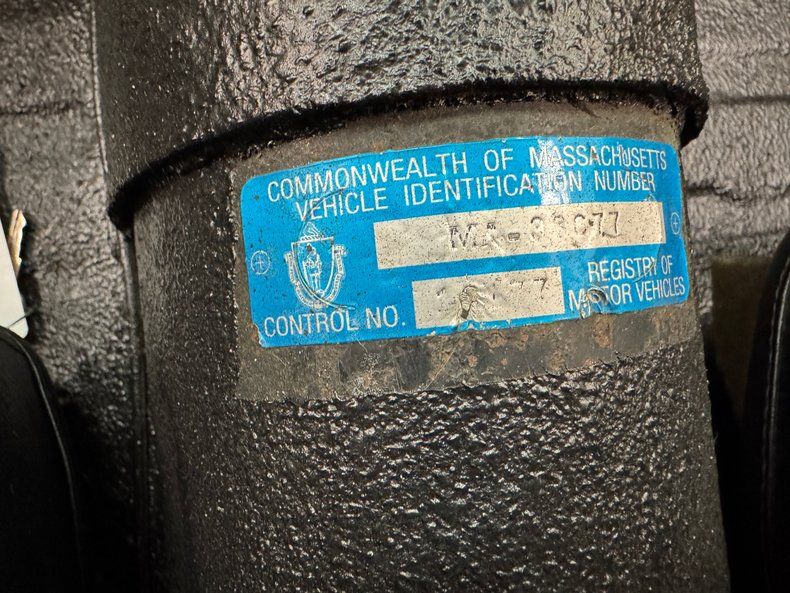 COMMONWEALTH OF MASSACHUSETTS
VEHICLE IDENTIFICATION NUMBER
REGISTRY OF
MOTOR VEHICLES
CONTROL NO.